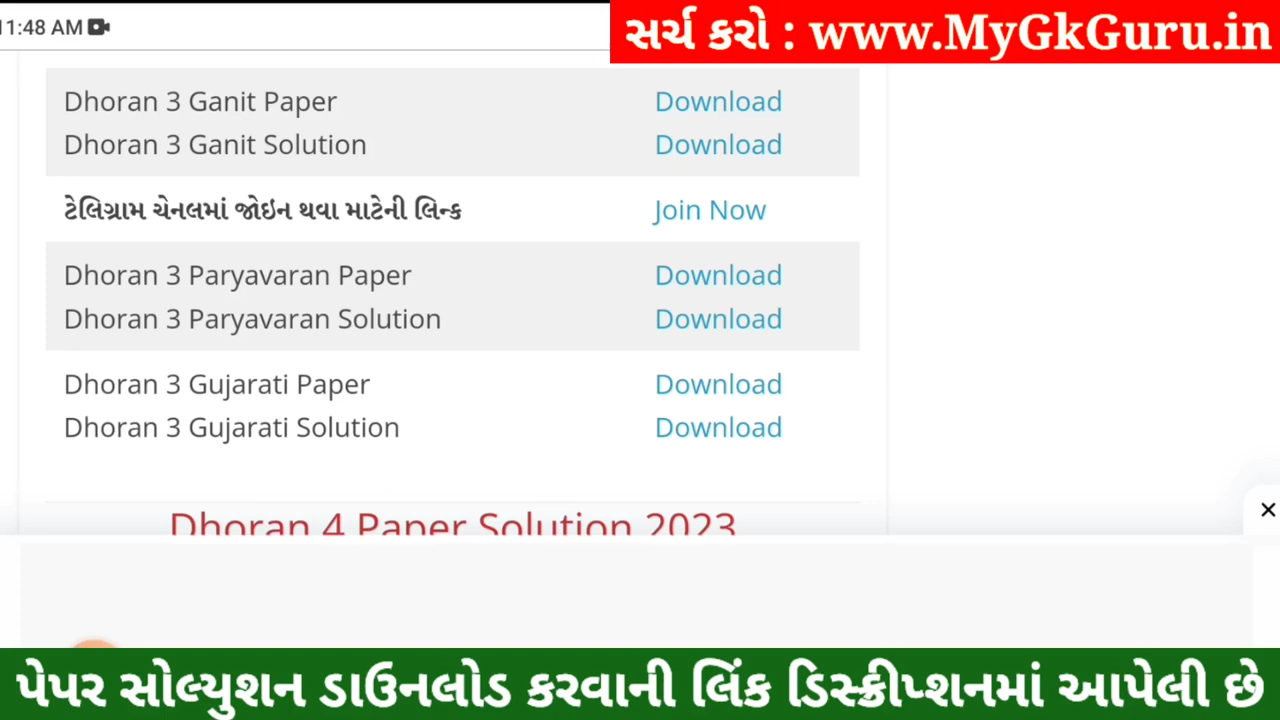 11:48 AM
સર્ચ કરો : www.MyGkGuru.in
Dhoran 3 Ganit Paper Download
Dhoran 3 Ganit Solution Download
ટેલિગ્રામ ચેનલમાં જોઇન થવા માટેની લિન્ક Join Now
Dhoran 3 Paryavaran Paper Download
Dhoran 3 Paryavaran Solution Download
Dhoran 3 Gujarati Paper Download
Dhoran 3 Gujarati Solution Download
Dhoran 4 Paper Solution 2023
પેપર સોલ્યુશન ડાઉનલોડ કરવાની લિંક ડિસ્ક્રીપ્શનમાં આપેલી છે